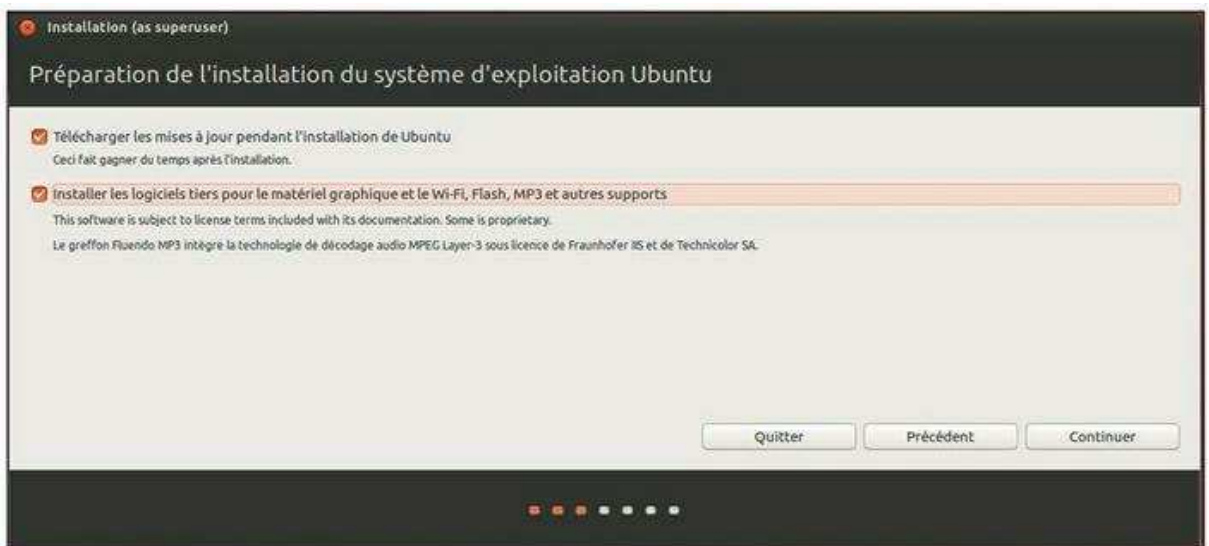 Installation (as superuser)
Préparation de l'installation du système d'exploitation Ubuntu
Télécharger les mises à jour pendant l'installation de Ubuntu
Ceci fait gagner du temps après l'installation.
Installer les logiciels tiers pour le matériel graphique et le Wi-Fi, Flash, MP3 et autres supports
This software is subject to license terms included with its documentation. Some is proprietary.
Le greffon Fluendo MP3 intègre la technologie de décodage audio MPEG Layer-3 sous licence de Fraunhofer IIS et de Technicolor SA.
Quitter
Précédent
Continuer